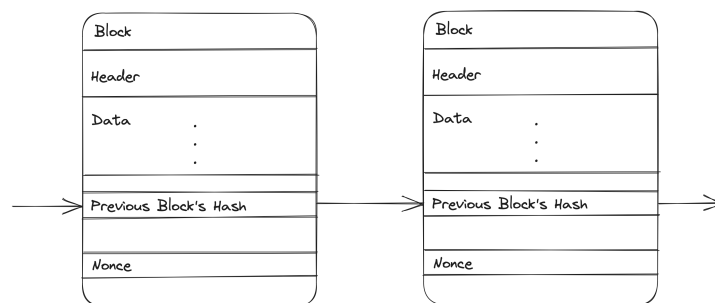 Block
Header
Data
Previous Block's Hash
Nonce
Block
Header
Data
Previous Block's Hash
Nonce